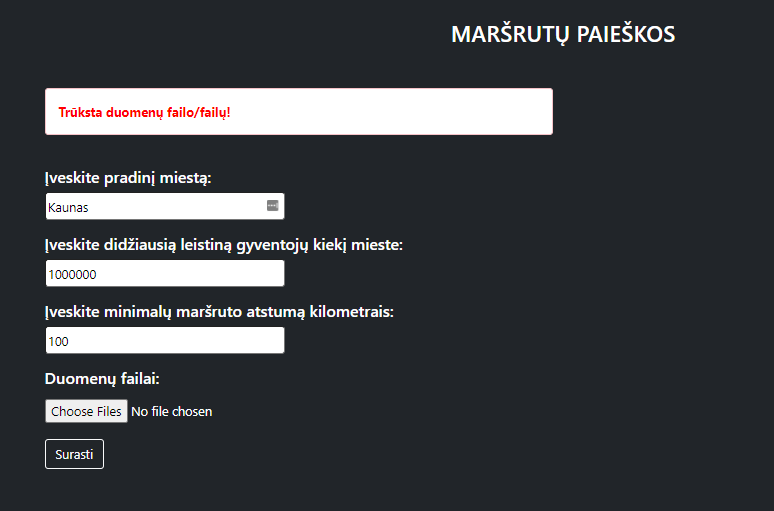 MARŠRUTŲ PAIEŠKOS
Trūksta duomenų failo/failų!
Įveskite pradinį miestą:
Kaunas
Įveskite didžiausią leistiną gyventojų kiekį mieste:
1000000
Įveskite minimalų maršruto atstumą kilometrais:
100
Duomenų failai:
Choose Files No file chosen
Surasti